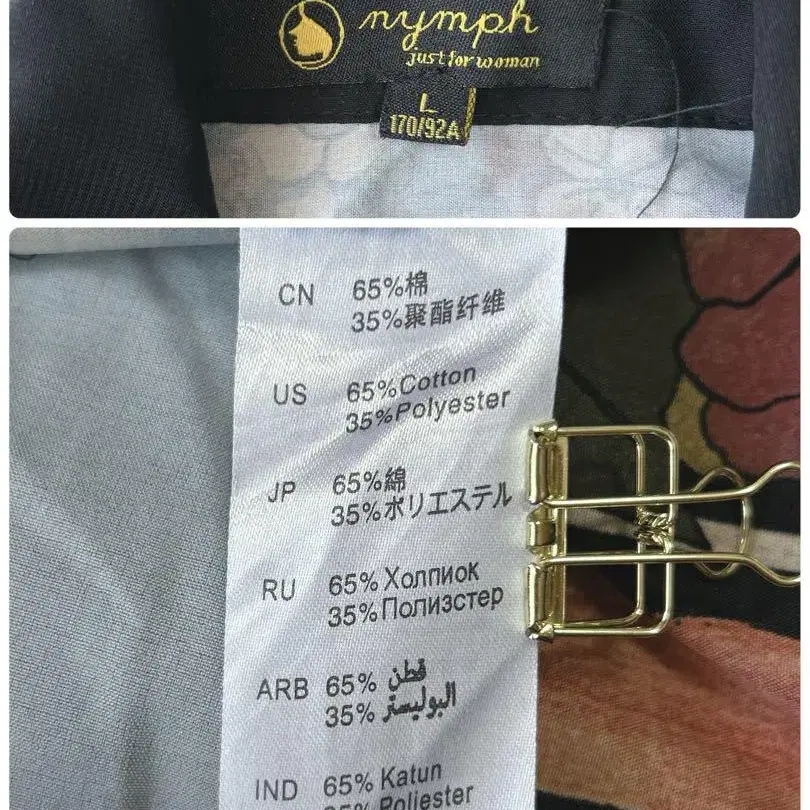 nymph
just for woman
L
170/92A
CN 65%棉
35%聚酯纤维
US 65%Cotton
35%Polyester
JP 65%綿
35%ポリエステル
RU 65%Холпиок
35%Полизстер
ARB 65% قطن
35% البوليستر
IND 65% Katun
35% Poliester